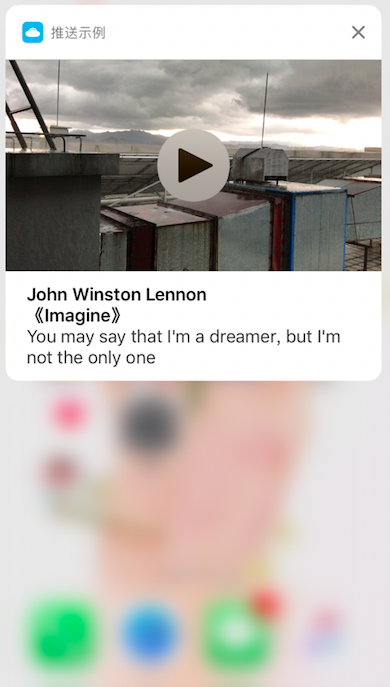 推送示例
John Winston Lennon
《Imagine》
You may say that I'm a dreamer, but I'm
not the only one